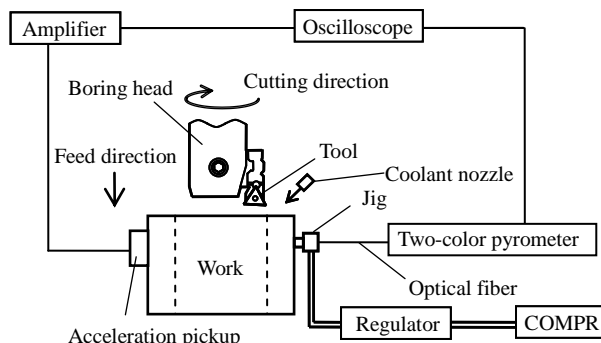 Amplifier
Oscilloscope
Boring head
Cutting direction
Feed direction
Tool
Coolant nozzle
Jig
Two-color pyrometer
Work
Optical fiber
Acceleration pickup
Regulator
COMPR